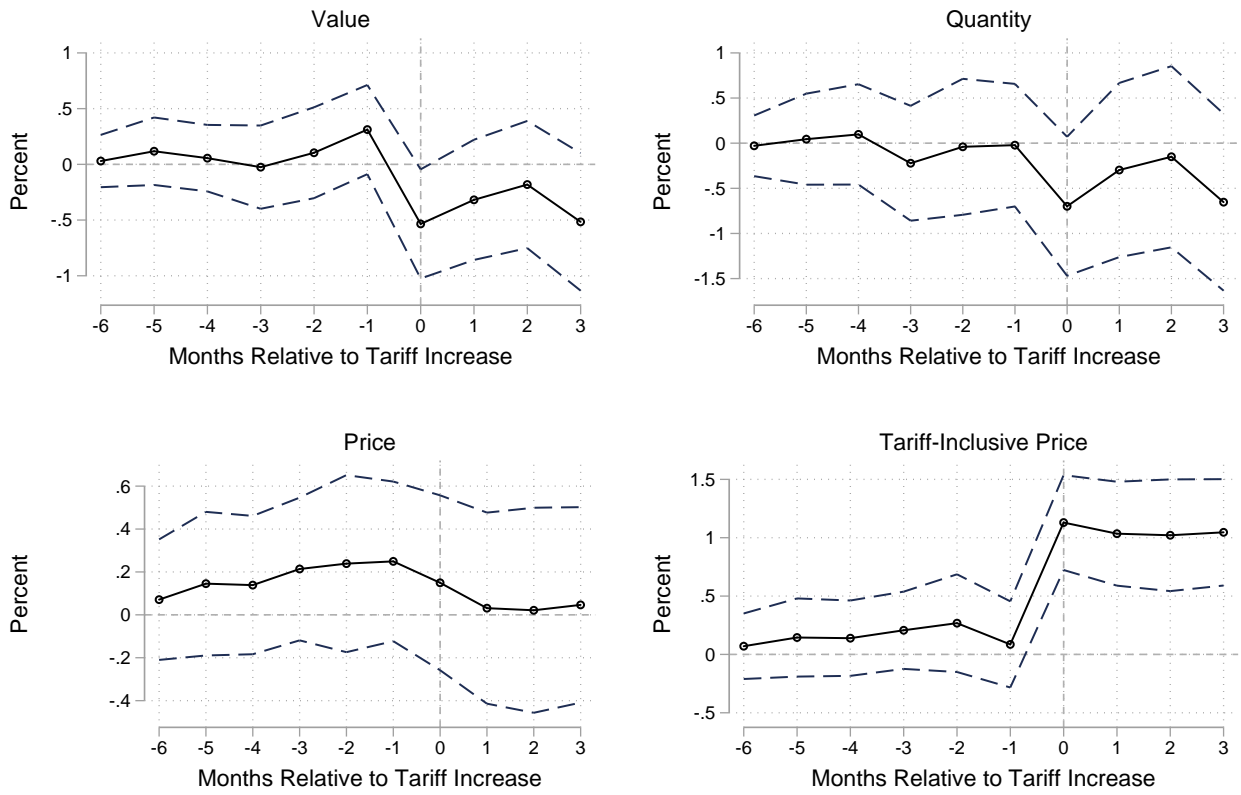 Value
Percent
1
.5
0
-.5
-1
-6 -5 -4 -3 -2 -1 0 1 2 3
Months Relative to Tariff Increase
Quantity
Percent
1
.5
0
-.5
-1
-1.5
-6 -5 -4 -3 -2 -1 0 1 2 3
Months Relative to Tariff Increase
Price
Percent
.6
.4
.2
0
-.2
-.4
-6 -5 -4 -3 -2 -1 0 1 2 3
Months Relative to Tariff Increase
Tariff-Inclusive Price
Percent
1.5
1
.5
0
-.5
-6 -5 -4 -3 -2 -1 0 1 2 3
Months Relative to Tariff Increase